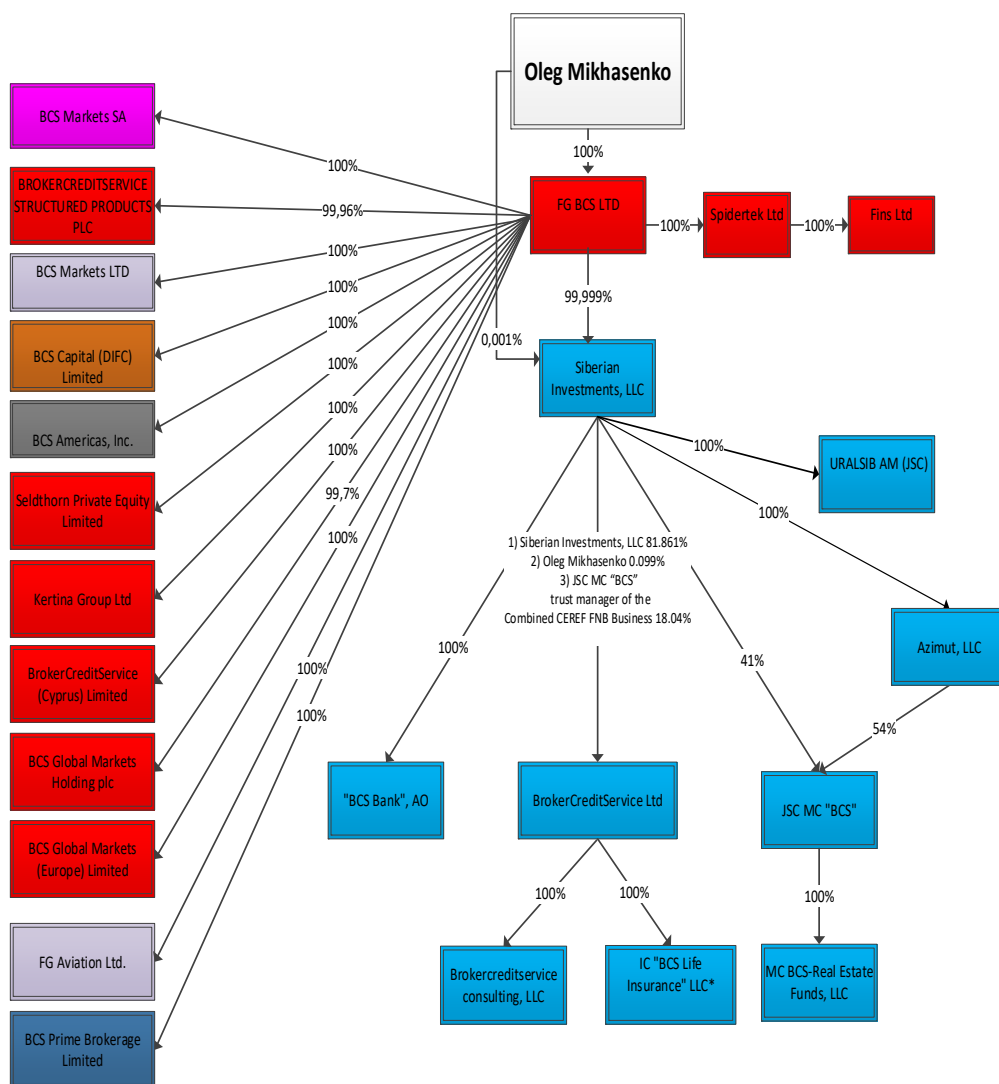 Oleg Mikhasenko
BCS Markets SA
100%
100%
BROKERCREDITSERVICE
STRUCTURED PRODUCTS
PLC
99,96%
FG BCS LTD
100%
Spidertek Ltd
100%
Fins Ltd
BCS Markets LTD
100%
100%
99,999%
BCS Capital (DIFC)
Limited
100%
0,001%
Siberian
Investments, LLC
100%
BCS Americas, Inc.
100%
100%
URALSIB AM (JSC)
100%
Seldthorn Private Equity
Limited
99,7%
100%
100%
1) Siberian Investments, LLC 81.861%
2) Oleg Mikhasenko 0.099%
3) JSC MC “BCS”
trust manager of the
Combined CEREF FNB Business 18.04%
Kertina Group Ltd
100%
41%
Azimut, LLC
BrokerCreditService
(Cyprus) Limited
100%
100%
54%
BCS Global Markets
Holding plc
"BCS Bank", AO
BrokerCreditService Ltd
JSC MC "BCS"
BCS Global Markets
(Europe) Limited
100%
100%
100%
FG Aviation Ltd.
Brokercreditservice
consulting, LLC
IC "BCS Life
Insurance" LLC*
MC BCS-Real Estate
Funds, LLC
BCS Prime Brokerage
Limited